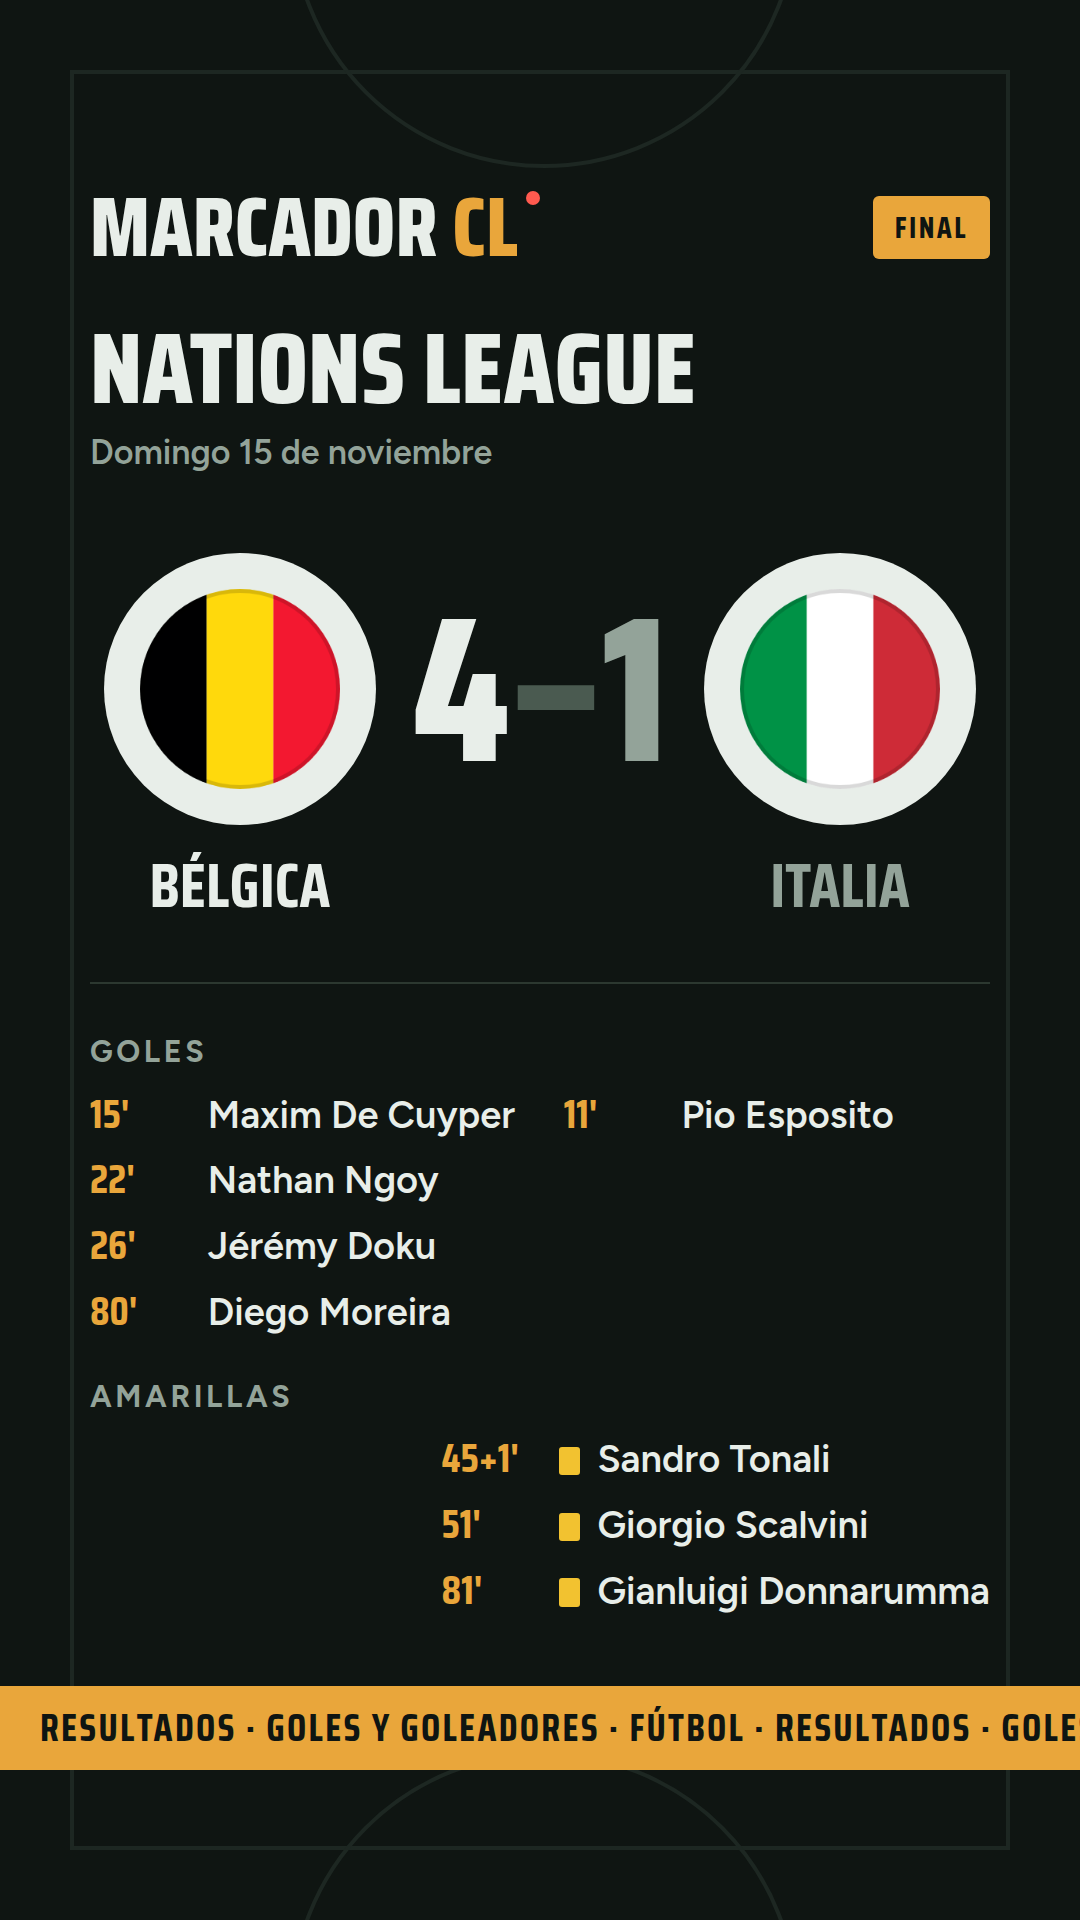 MARCADOR CL
FINAL
NATIONS LEAGUE
Domingo 15 de noviembre
4–1
BÉLGICA
ITALIA
GOLES
15' Maxim De Cuyper
22' Nathan Ngoy
26' Jérémy Doku
80' Diego Moreira
11' Pio Esposito
AMARILLAS
45+1' Sandro Tonali
51' Giorgio Scalvini
81' Gianluigi Donnarumma
RESULTADOS · GOLES Y GOLEADORES · FÚTBOL · RESULTADOS · GOLES